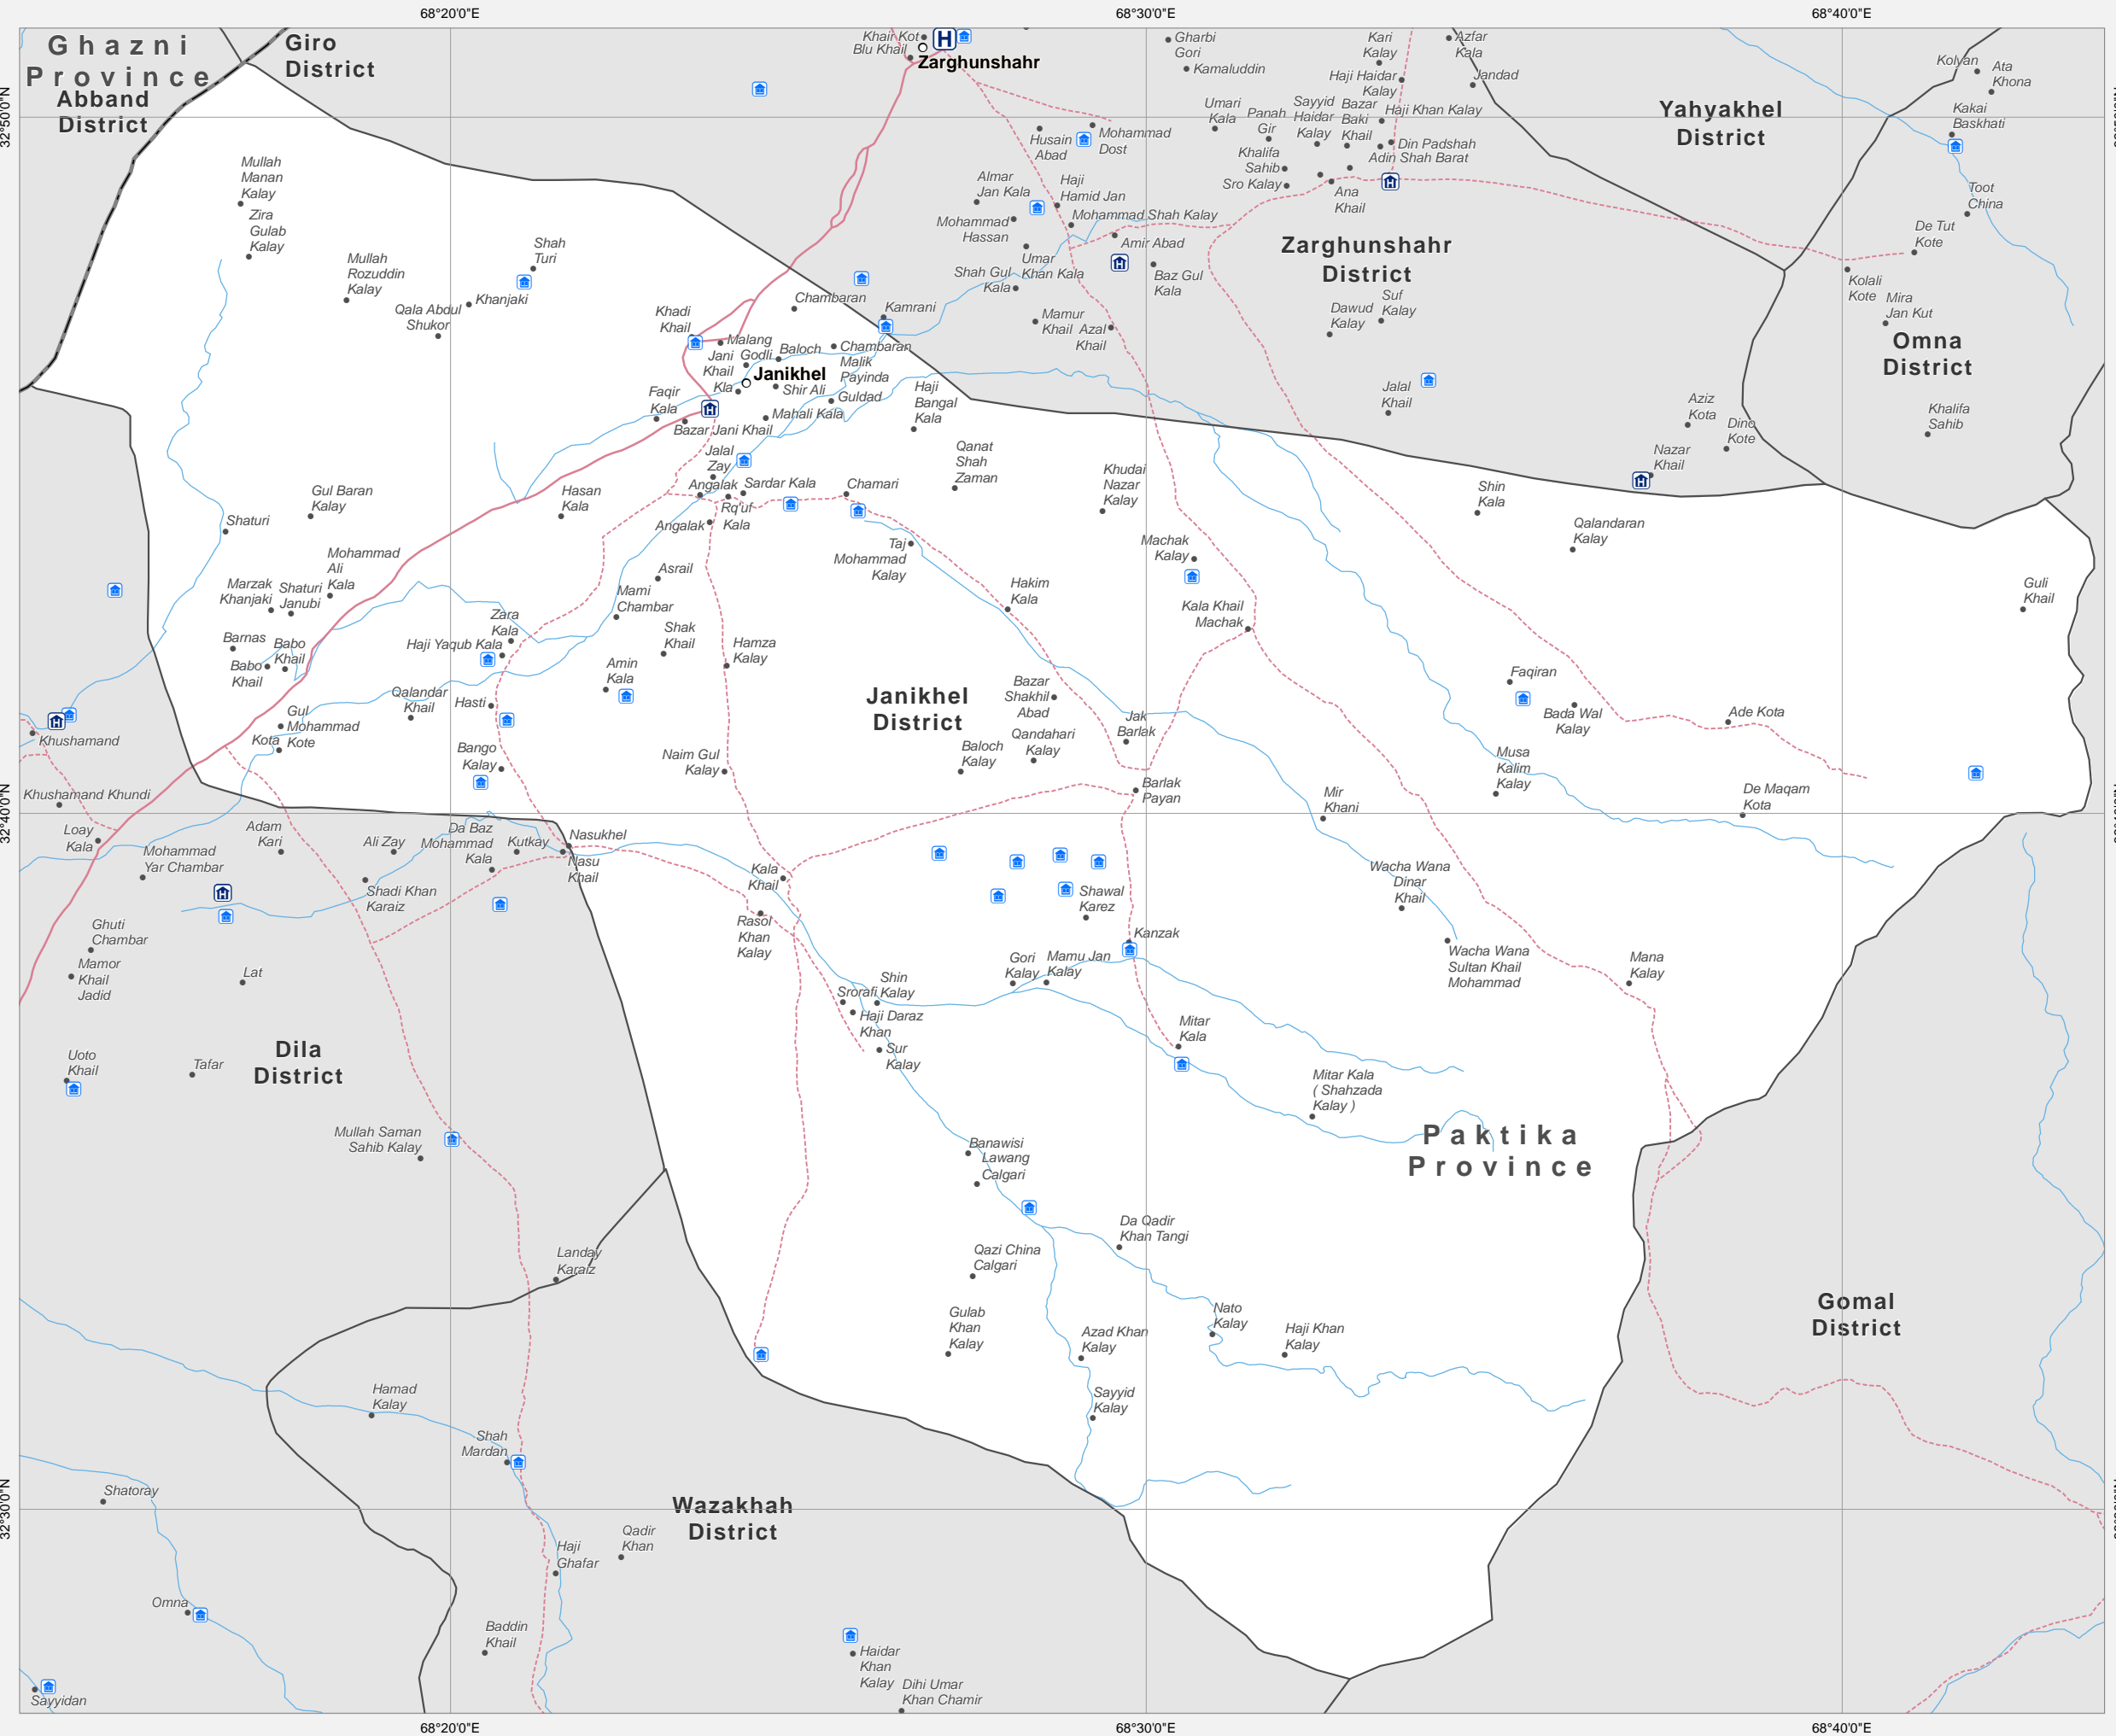 68°20'0"E
68°30'0"E
68°40'0"E
Ghazni
Province
Abband
District
Giro
District
Khair Kot
Blu Khail
Zarghunshahr
Gharbi
Gori
Kamaluddin
Kari
Kalay
Azfar
Kala
Haji Haidar
Kalay
Jandad
Kolyan
Ata
Khona
Yahyakhel
District
Kakai
Baskhati
32°50'0"N
Umari
Kala
Panah
Gir
Sayyid
Haidar
Kalay
Bazar
Baki
Khail
Haji Khan Kalay
Husain
Abad
Mohammad
Dost
Din Padshah
Khalifa
Sahib
Adin Shah Barat
Sro Kalay
Ana
Khail
Mullah
Manan
Kalay
Zira
Gulab
Kalay
Almar
Jan Kala
Haji
Hamid Jan
Mohammad
Hassan
Mohammad Shah Kalay
Amir Abad
Toot
China
De Tut
Kote
Zarghunshahr
District
Shah
Turi
Mullah
Rozuddin
Kalay
Umar
Khan Kala
Shah Gul
Kala
Baz Gul
Kala
Kolali
Kote
Mira
Jan Kut
Khanjaki
Qala Abdul
Shukor
Khadi
Khail
Chambaran
Kamrani
Mamur
Khail
Azal
Khail
Dawud
Kalay
Suf
Kalay
Omna
District
Malang
Jani
Khail
Kla
Godli
Baloch
Chambaran
Malik
Payinda
Janikhel
Shir Ali
Guldad
Faqir
Kala
Mahali Kala
Bazar Jani Khail
Haji
Bangal
Kala
Jalal
Khail
Aziz
Kota
Dino
Kote
Khalifa
Sahib
Nazar
Khail
Jalal
Zay
Qanat
Shah
Zaman
Khudai
Nazar
Kalay
Angalak
Sardar Kala
Chamari
Rq'uf
Kala
Angalak
Gul Baran
Kalay
Hasan
Kala
Shaturi
Shin
Kala
Qalandaran
Kalay
Taj
Mohammad
Kalay
Machak
Kalay
Mohammad
Ali
Kala
Marzak
Khanjaki
Shaturi
Janubi
Asrail
Mami
Chambar
Hakim
Kala
Kala Khail
Machak
Guli
Khail
Zara
Kala
Haji Yaqub Kala
Barnas
Babo
Khail
Babo
Khail
Shak
Khail
Hamza
Kalay
Amin
Kala
Faqiran
Janikhel
District
Bazar
Shakhil
Abad
Bada Wal
Kalay
Ade Kota
Qalandar
Khail
Hasti
Gul
Mohammad
Kote
Kota
Khushamand
Bango
Kalay
Naim Gul
Kalay
Jak
Barlak
Qandahari
Kalay
Baloch
Kalay
Musa
Kalim
Kalay
Khushamand Khundi
Barlak
Payan
Mir
Khani
De Maqam
Kota
32°40'0"N
Loay
Kala
Adam
Kari
Ali Zay
Da Baz
Mohammad
Kala
Kutkay
Nasukhel
Nasu
Khail
Mohammad
Yar Chambar
Kala
Khail
Shadi Khan
Karaiz
Wacha Wana
Dinar
Khail
Shawal
Karez
Rasol
Khan
Kalay
Ghuti
Chambar
Kanzak
Mamor
Khail
Jadid
Lat
Gori
Kalay
Mamu Jan
Kalay
Wacha Wana
Sultan Khail
Mohammad
Mana
Kalay
Shin
Kalay
Srorafi
Haji Daraz
Khan
Sur
Kalay
Mitar
Kala
Dila
District
Uoto
Khail
Tafar
Mitar Kala
( Shahzada
Kalay )
Paktika
Province
Mullah Saman
Sahib Kalay
Banawisi
Lawang
Calgari
Da Qadir
Khan Tangi
Landay
Karaiz
Qazi China
Calgari
Gomal
District
Gulab
Khan
Kalay
Azad Khan
Kalay
Nato
Kalay
Haji Khan
Kalay
Hamad
Kalay
Sayyid
Kalay
Shah
Mardan
Shatoray
Wazakhah
District
32°30'0"N
Qadir
Khan
Haji
Ghafar
Omna
Baddin
Khail
Haidar
Khan
Kalay
Sayyidan
Dihi Umar
Khan Chamir
68°20'0"E
68°30'0"E
68°40'0"E